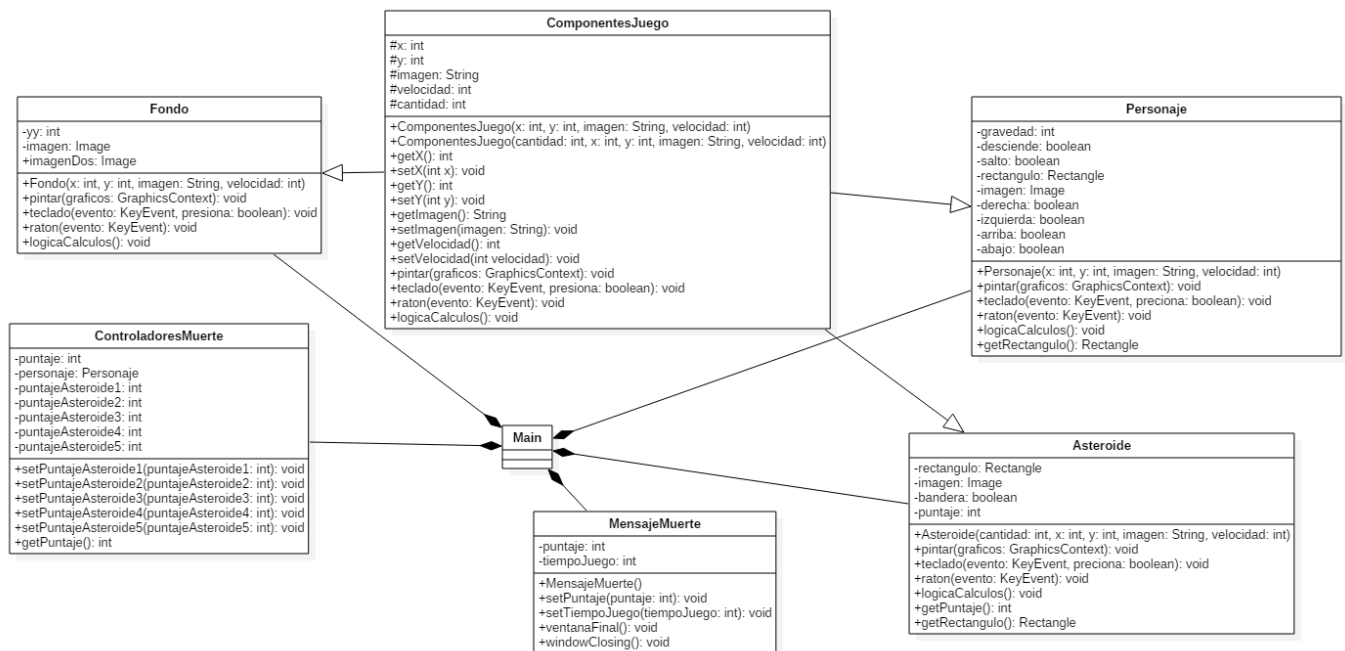 ComponentesJuego
#x: int
#y: int
#imagen: String
#velocidad: int
#cantidad: int
+ComponentesJuego(x: int, y: int, imagen: String, velocidad: int)
+ComponentesJuego(cantidad: int, x: int, y: int, imagen: String, velocidad: int)
+getX(): int
+setX(int x): void
+getY(): int
+setY(int y): void
+getImagen(): String
+setImagen(imagen: String): void
+getVelocidad(): int
+setVelocidad(int velocidad): void
+pintar(graficos: GraphicsContext): void
+teclado(evento: KeyEvent, presiona: boolean): void
+raton(evento: KeyEvent): void
+logicaCalculos(): void
Fondo
-yy: int
-imagen: Image
+imagenDos: Image
+Fondo(x: int, y: int, imagen: String, velocidad: int)
+pintar(graficos: GraphicsContext): void
+teclado(evento: KeyEvent, presiona: boolean): void
+raton(evento: KeyEvent): void
+logicaCalculos(): void
Personaje
-gravedad: int
-desciende: boolean
-salto: boolean
-rectangulo: Rectangle
-imagen: Image
-derecha: boolean
-izquierda: boolean
-arriba: boolean
-abajo: boolean
+Personaje(x: int, y: int, imagen: String, velocidad: int)
+pintar(graficos: GraphicsContext): void
+teclado(evento: KeyEvent, preciona: boolean): void
+raton(evento: KeyEvent): void
+logicaCalculos(): void
+getRectangulo(): Rectangle
ControladoresMuerte
-puntaje: int
-personaje: Personaje
-puntajeAsteroide1: int
-puntajeAsteroide2: int
-puntajeAsteroide3: int
-puntajeAsteroide4: int
-puntajeAsteroide5: int
+setPuntajeAsteroide1(puntajeAsteroide1: int): void
+setPuntajeAsteroide2(puntajeAsteroide2: int): void
+setPuntajeAsteroide3(puntajeAsteroide3: int): void
+setPuntajeAsteroide4(puntajeAsteroide4: int): void
+setPuntajeAsteroide5(puntajeAsteroide5: int): void
+getPuntaje(): int
Main
MensajeMuerte
-puntaje: int
-tiempoJuego: int
+MensajeMuerte()
+setPuntaje(puntaje: int): void
+setTiempoJuego(tiempoJuego: int): void
+ventanaFinal(): void
+windowClosing(): void
Asteroide
-rectangulo: Rectangle
-imagen: Image
-bandera: boolean
-puntaje: int
+Asteroide(cantidad: int, x: int, y: int, imagen: String, velocidad: int)
+pintar(graficos: GraphicsContext): void
+teclado(evento: KeyEvent, preciona: boolean): void
+raton(evento: KeyEvent): void
+logicaCalculos(): void
+getPuntaje(): int
+getRectangulo(): Rectangle